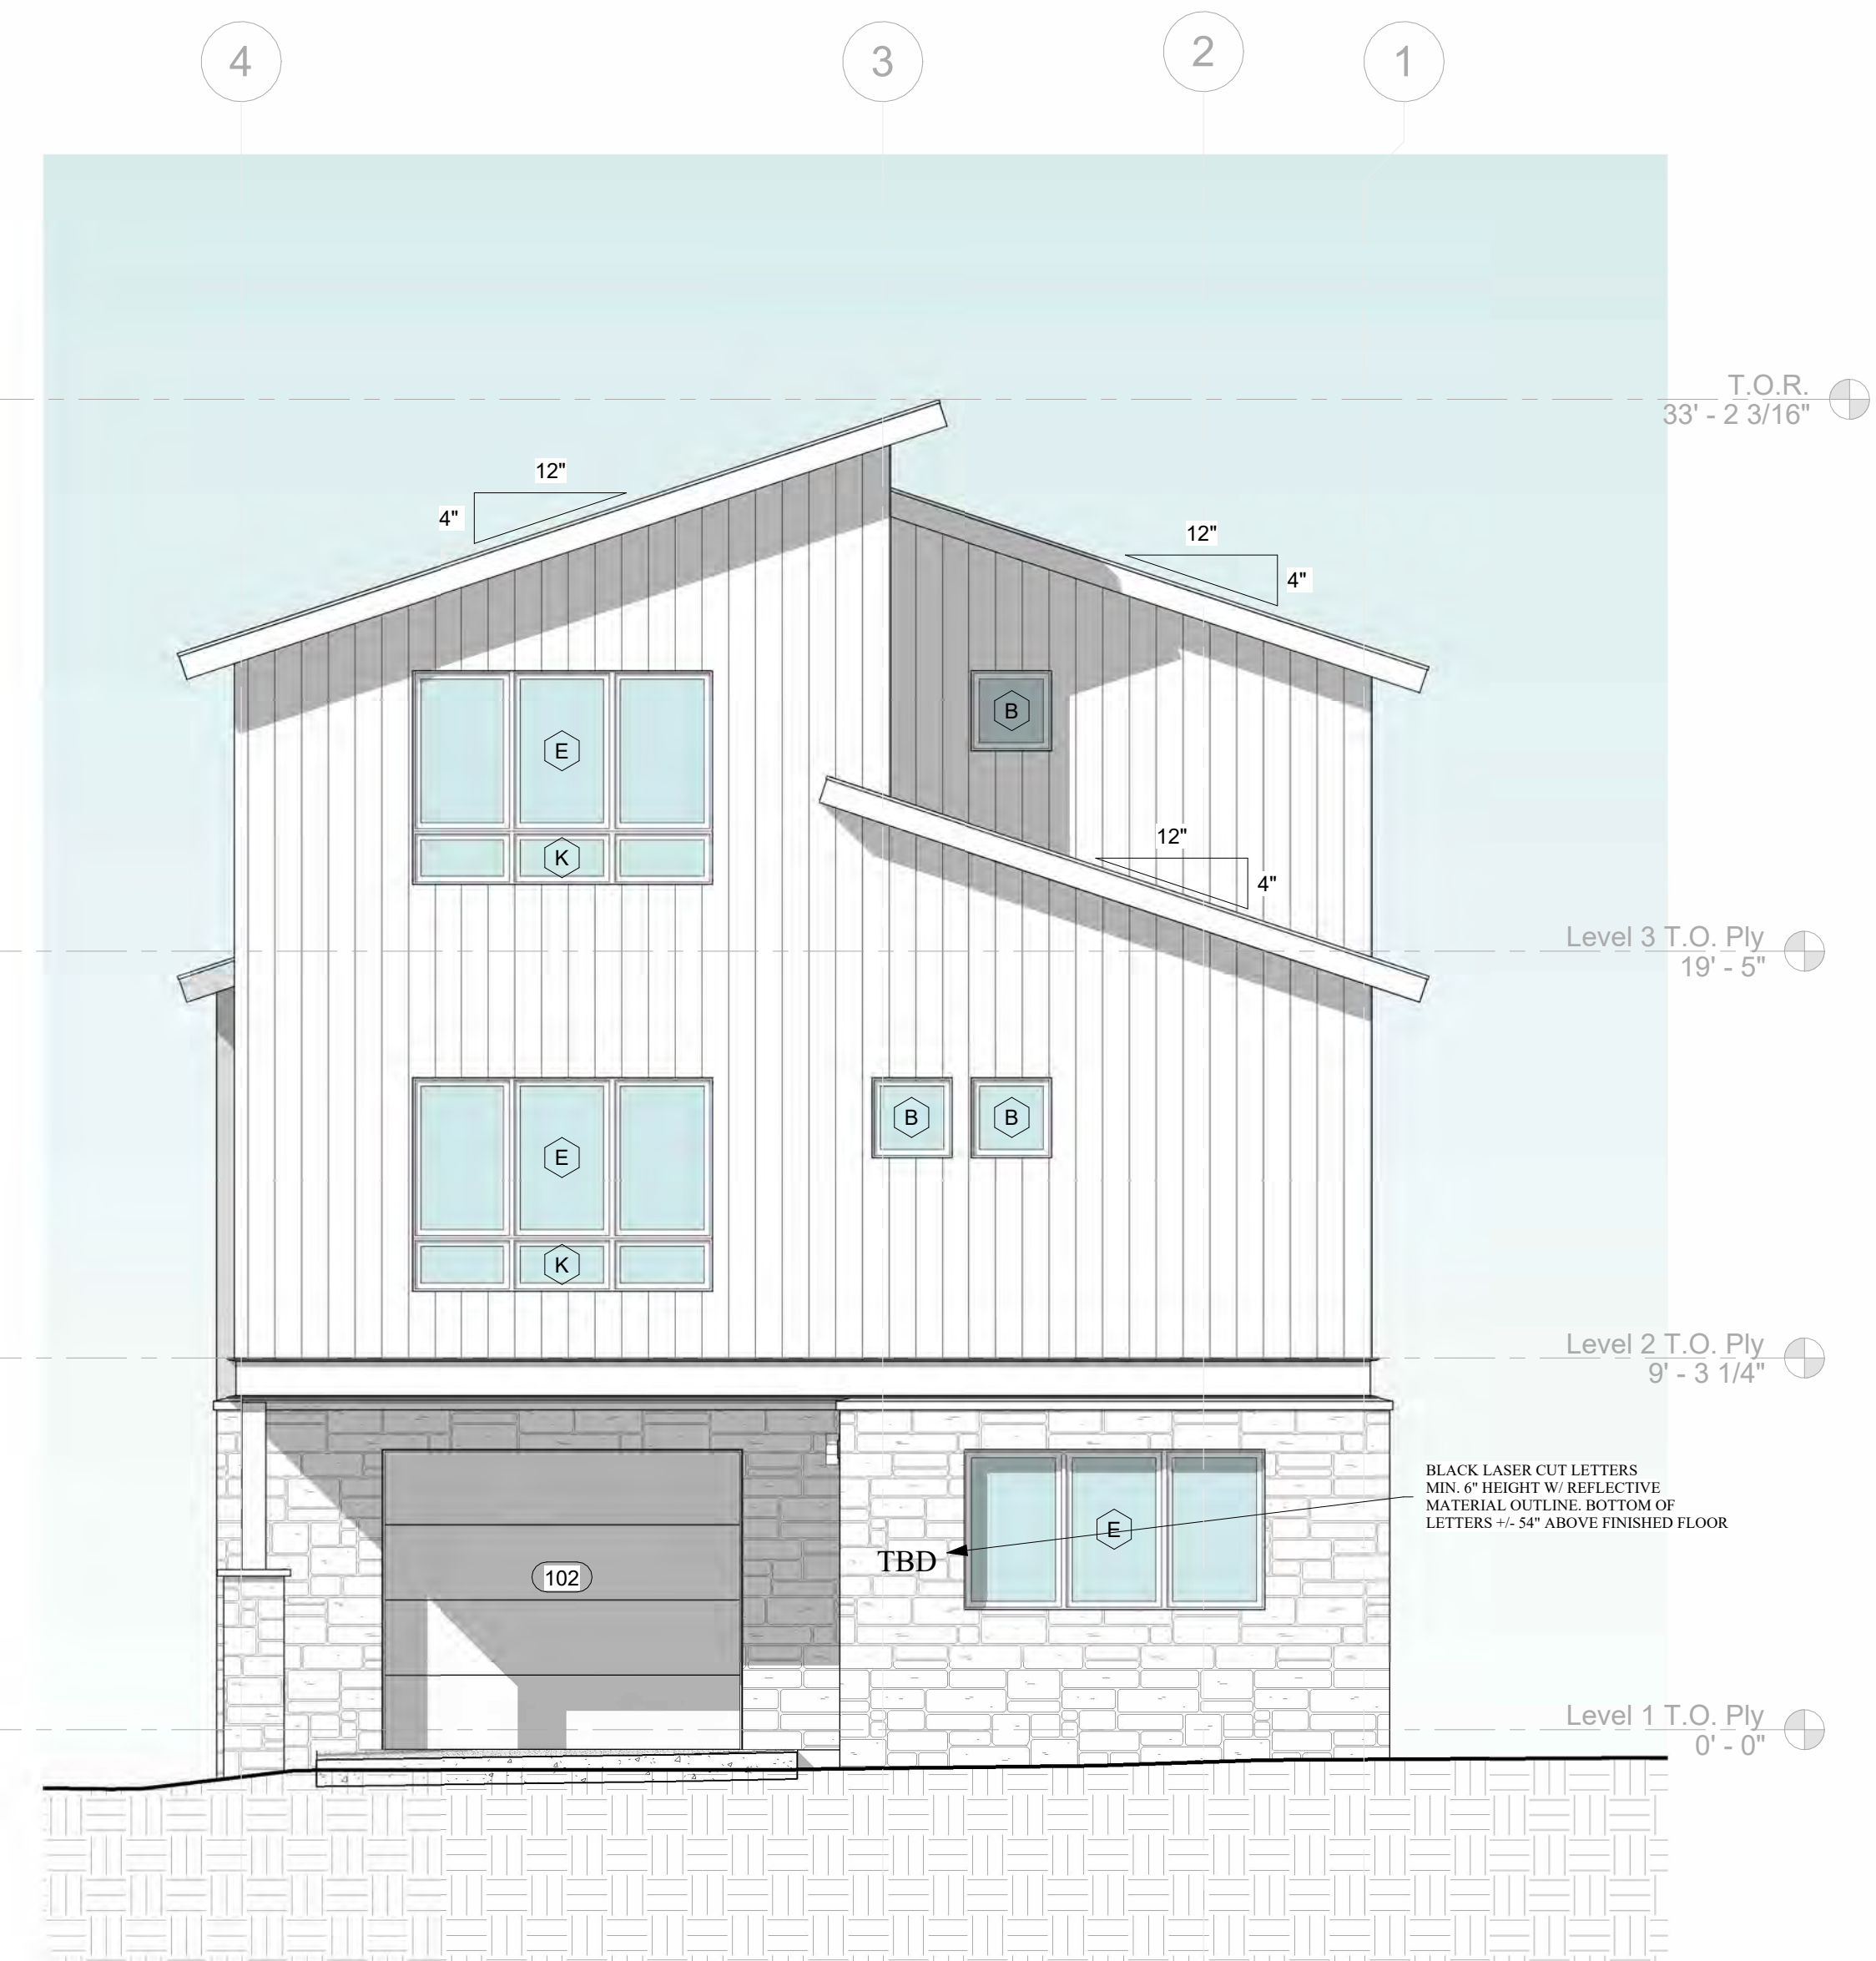 4
3
2
1
T.O.R.
33' - 2 3/16"
12"
4"
12"
4"
B
E
K
12"
4"
Level 3 T.O. Ply
19' - 5"
B
B
E
K
Level 2 T.O. Ply
9' - 3 1/4"
BLACK LASER CUT LETTERS
MIN. 6" HEIGHT W/ REFLECTIVE
MATERIAL OUTLINE. BOTTOM OF
LETTERS +/- 54" ABOVE FINISHED FLOOR
E
TBD
102
Level 1 T.O. Ply
0' - 0"